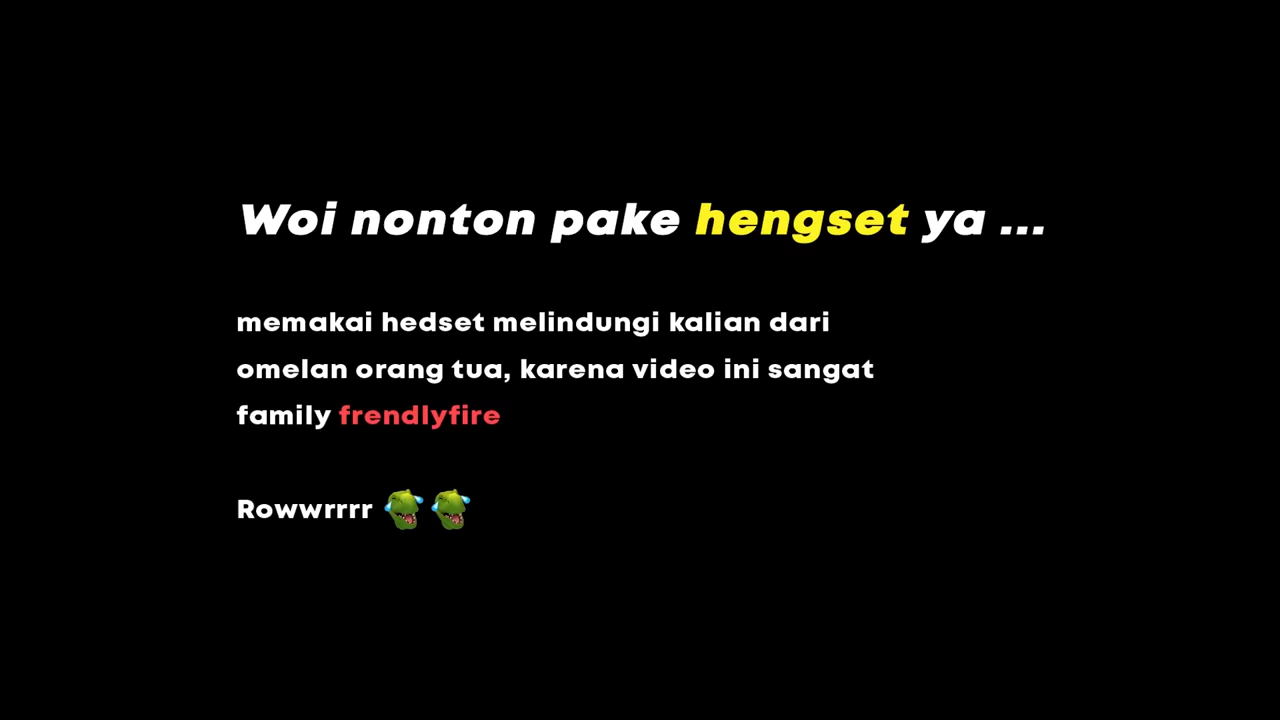 Woi nonton pake hengset ya ...
memakai hedset melindungi kalian dari
omelan orang tua, karena video ini sangat
family frendlyfire
Rowwrrrr